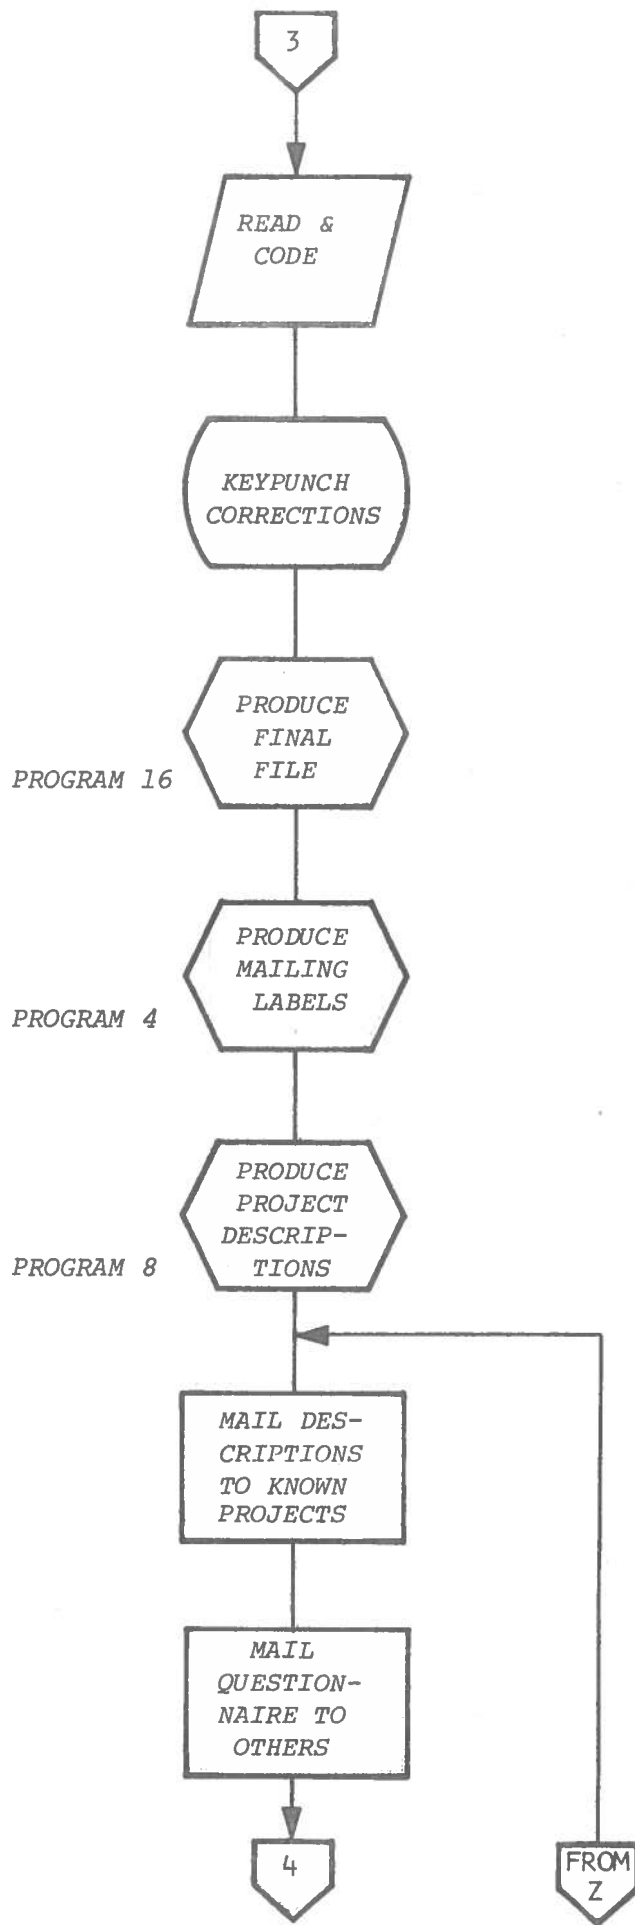 3
READ &
CODE
KEYPUNCH
CORRECTIONS
PRODUCE
FINAL
FILE
PROGRAM 16
PRODUCE
MAILING
LABELS
PROGRAM 4
PRODUCE
PROJECT
DESCRIP-
TIONS
PROGRAM 8
MAIL DES-
CRIPTIONS
TO KNOWN
PROJECTS
MAIL
QUESTION-
NAIRE TO
OTHERS
4
FROM
Z